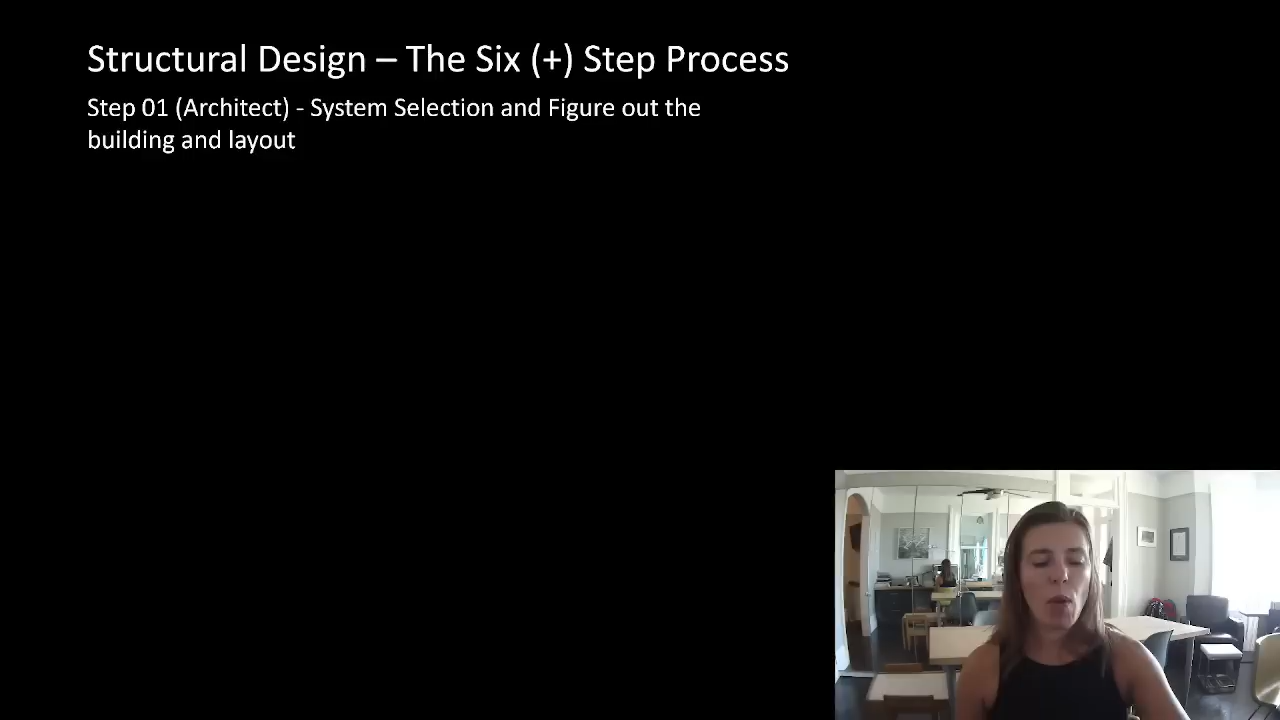 Structural Design – The Six (+) Step Process
Step 01 (Architect) - System Selection and Figure out the
building and layout